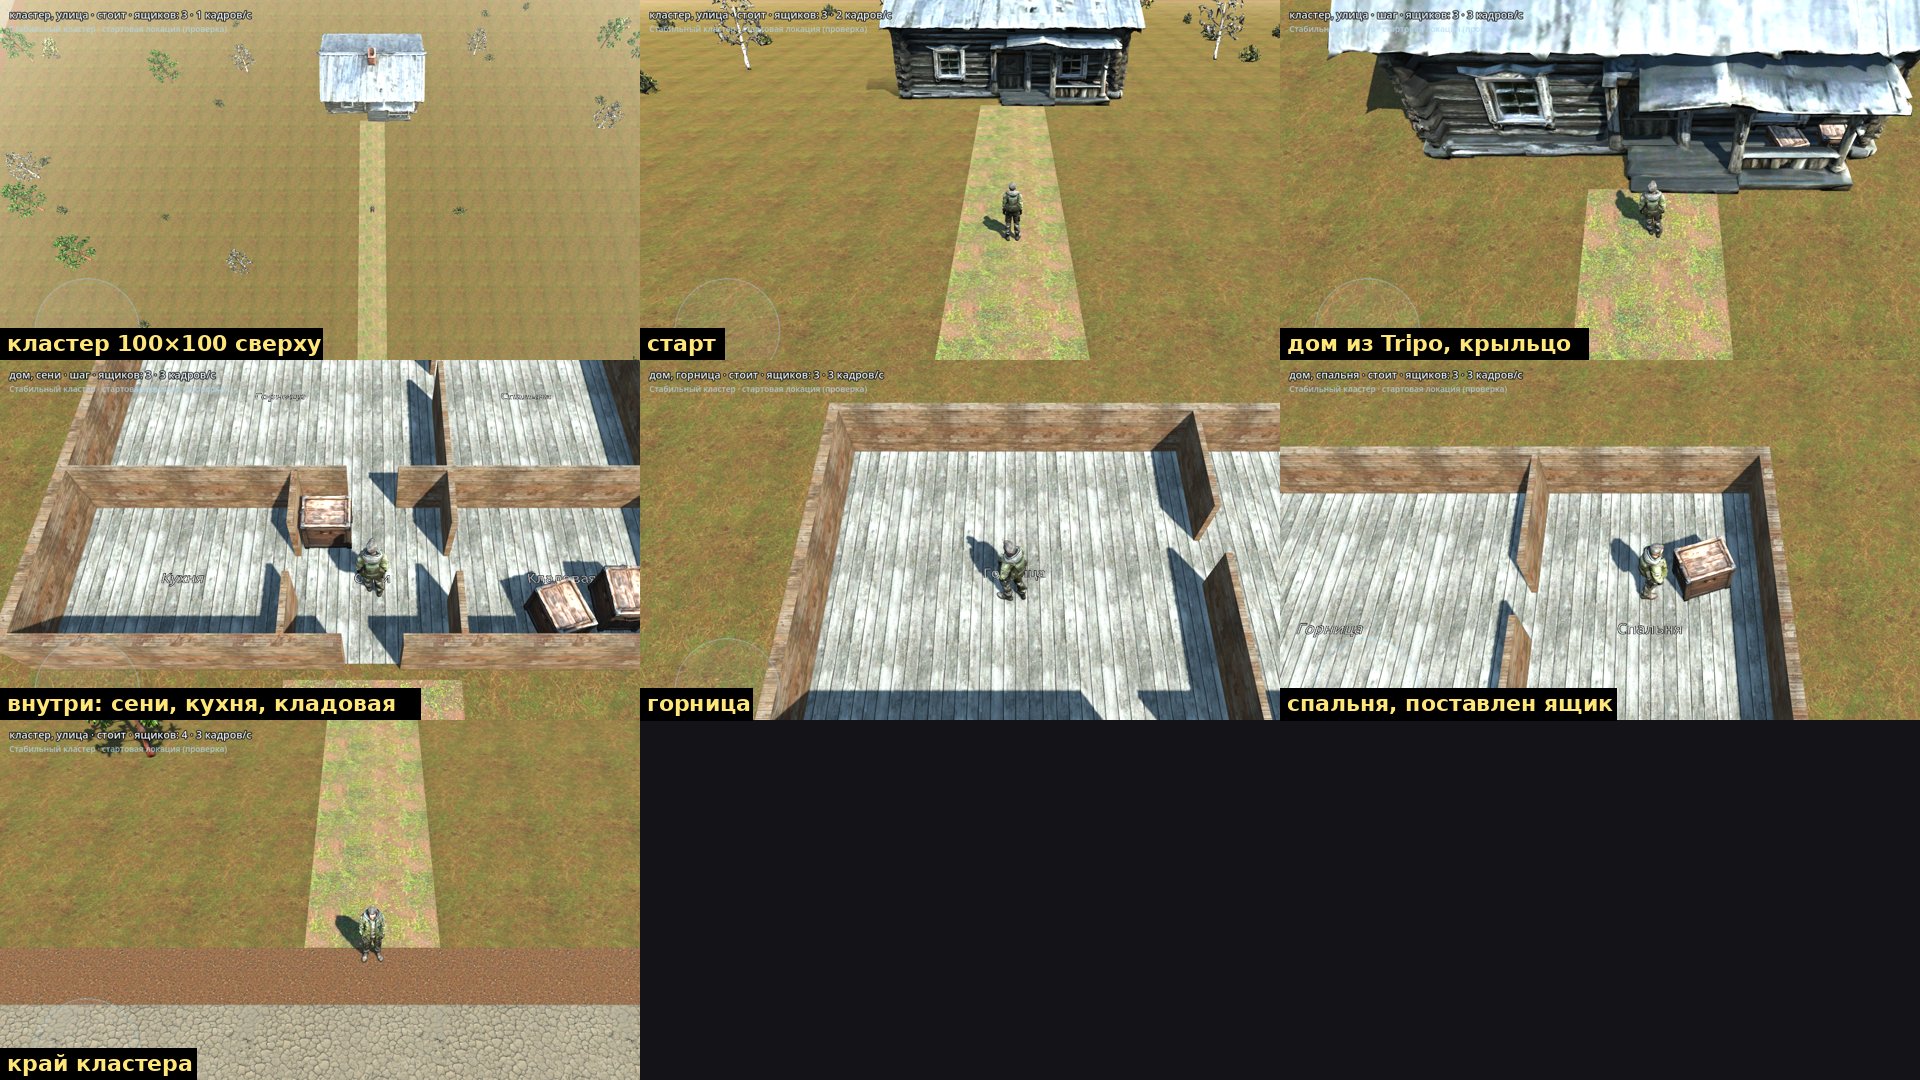 кластер, улица · стоит · ящиков: 3 · 1 кадров/с
Стабильный кластер · стартовая локация (проверка)
кластер 100×100 сверху
кластер, улица · стоит · ящиков: 3 · 2 кадров/с
Стабильный кластер · стартовая локация (проверка)
старт
кластер, улица · шаг · ящиков: 3 · 3 кадров/с
Стабильный кластер · стартовая локация
дом из Tripo, крыльцо
дом, сени · шаг · ящиков: 3 · 3 кадров/с
Стабильный кластер · стартовая локация (проверка)
Горница
Спальня
Кухня
Кладовая
внутри: сени, кухня, кладовая
дом, горница · стоит · ящиков: 3 · 3 кадров/с
Стабильный кластер · стартовая локация (проверка)
горница
дом, спальня · стоит · ящиков: 3 · 3 кадров/с
Стабильный кластер · стартовая локация (проверка)
Горница
Спальня
спальня, поставлен ящик
кластер, улица · стоит · ящиков: 4 · 3 кадров/с
Стабильный кластер · стартовая локация (проверка)
край кластера